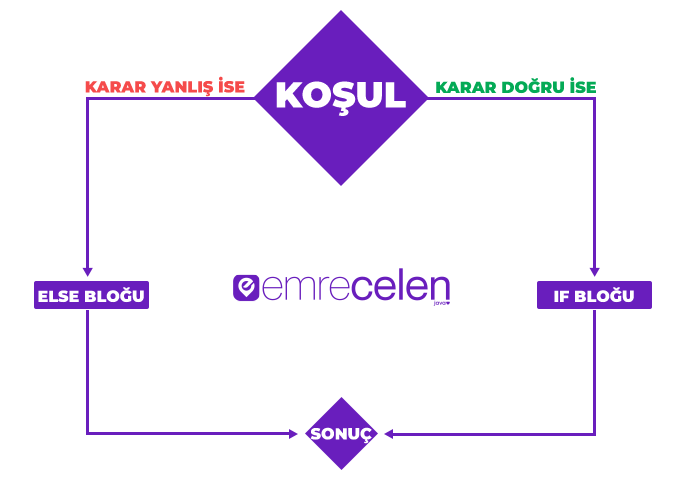 KARAR YANLIŞ İSE
KOŞUL
KARAR DOĞRU İSE
emrecelen
java
ELSE BLOĞU
IF BLOĞU
SONUÇ